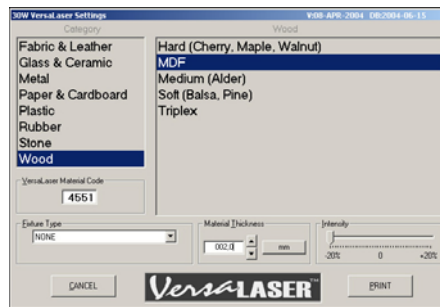 30W VersaLaser Settings V:08-APR-2004 DB:2004-06-15
Category
Wood
Fabric & Leather
Glass & Ceramic
Metal
Paper & Cardboard
Plastic
Rubber
Stone
Wood
Hard (Cherry, Maple, Walnut)
MDF
Medium (Alder)
Soft (Balsa, Pine)
Triplex
VersaLaser Material Code
4551
Fixture Type
NONE
Material Thickness
002.0
mm
Intensity
-20% 0 +20%
CANCEL
VersaLASER™
PRINT